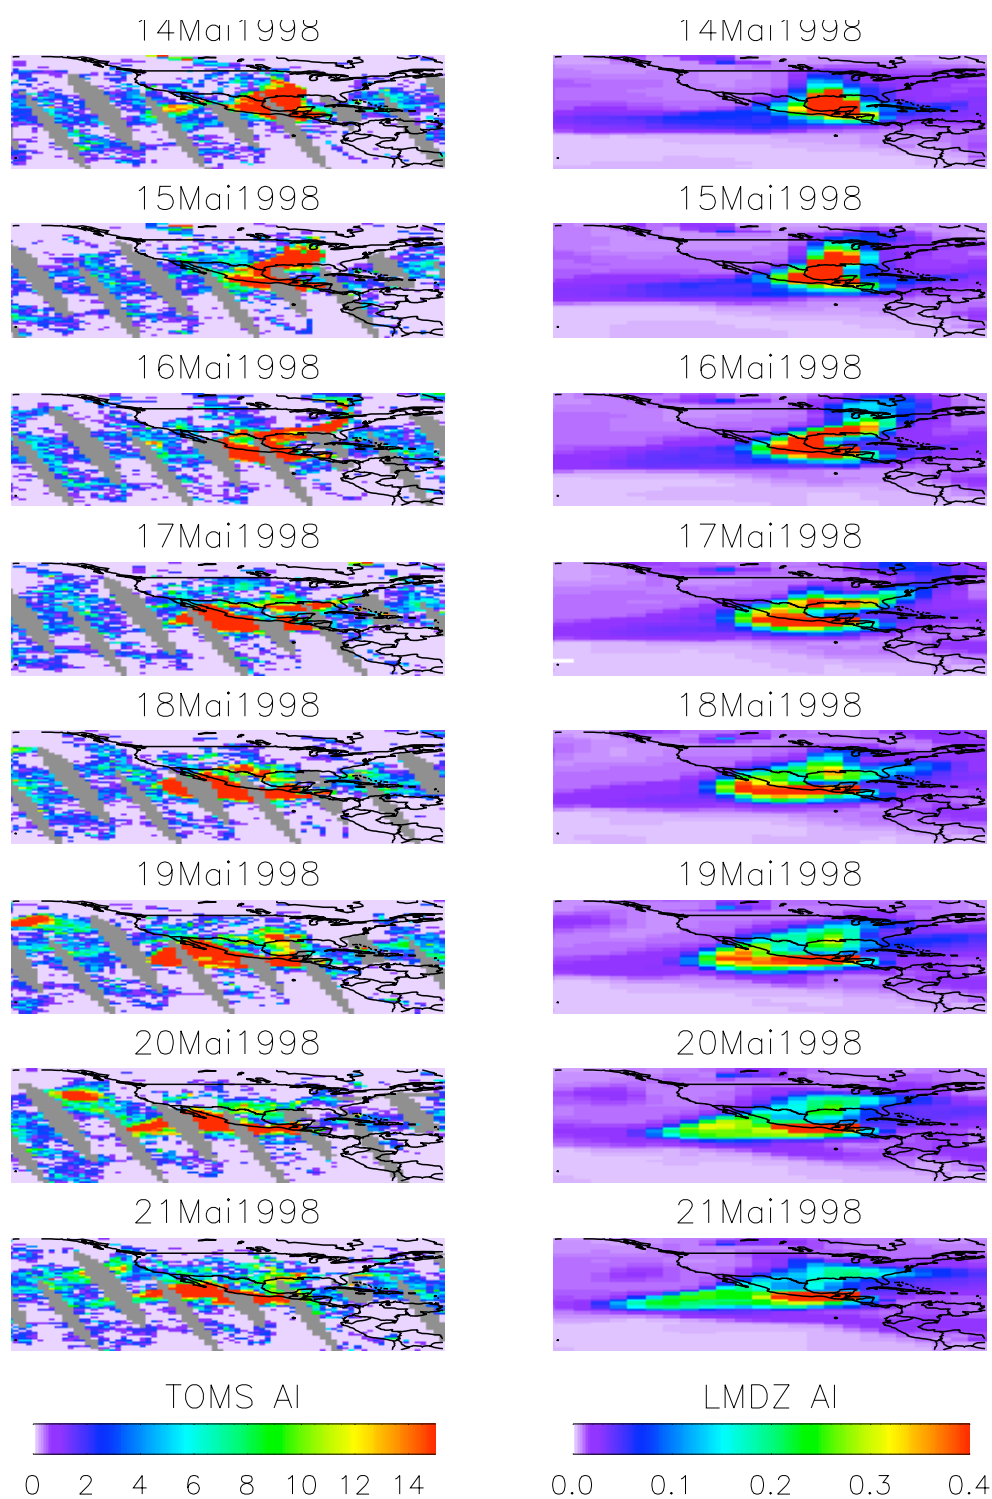 14Mai1998 14Mai1998
15Mai1998 15Mai1998
16Mai1998 16Mai1998
17Mai1998 17Mai1998
18Mai1998 18Mai1998
19Mai1998 19Mai1998
20Mai1998 20Mai1998
21Mai1998 21Mai1998
TOMS AI LMDZ AI
0 2 4 6 8 10 12 14 0.0 0.1 0.2 0.3 0.4